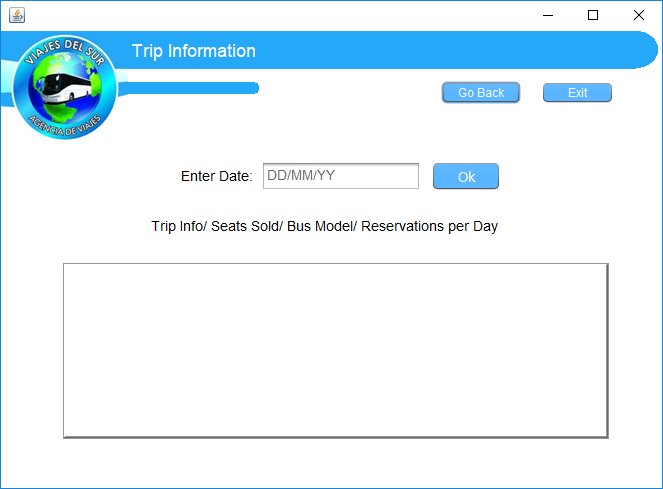 VIAJES DEL SUR
AGENCIA DE VIAJES
Trip Information
Go Back
Exit
Enter Date:
DD/MM/YY
Ok
Trip Info/ Seats Sold/ Bus Model/ Reservations per Day